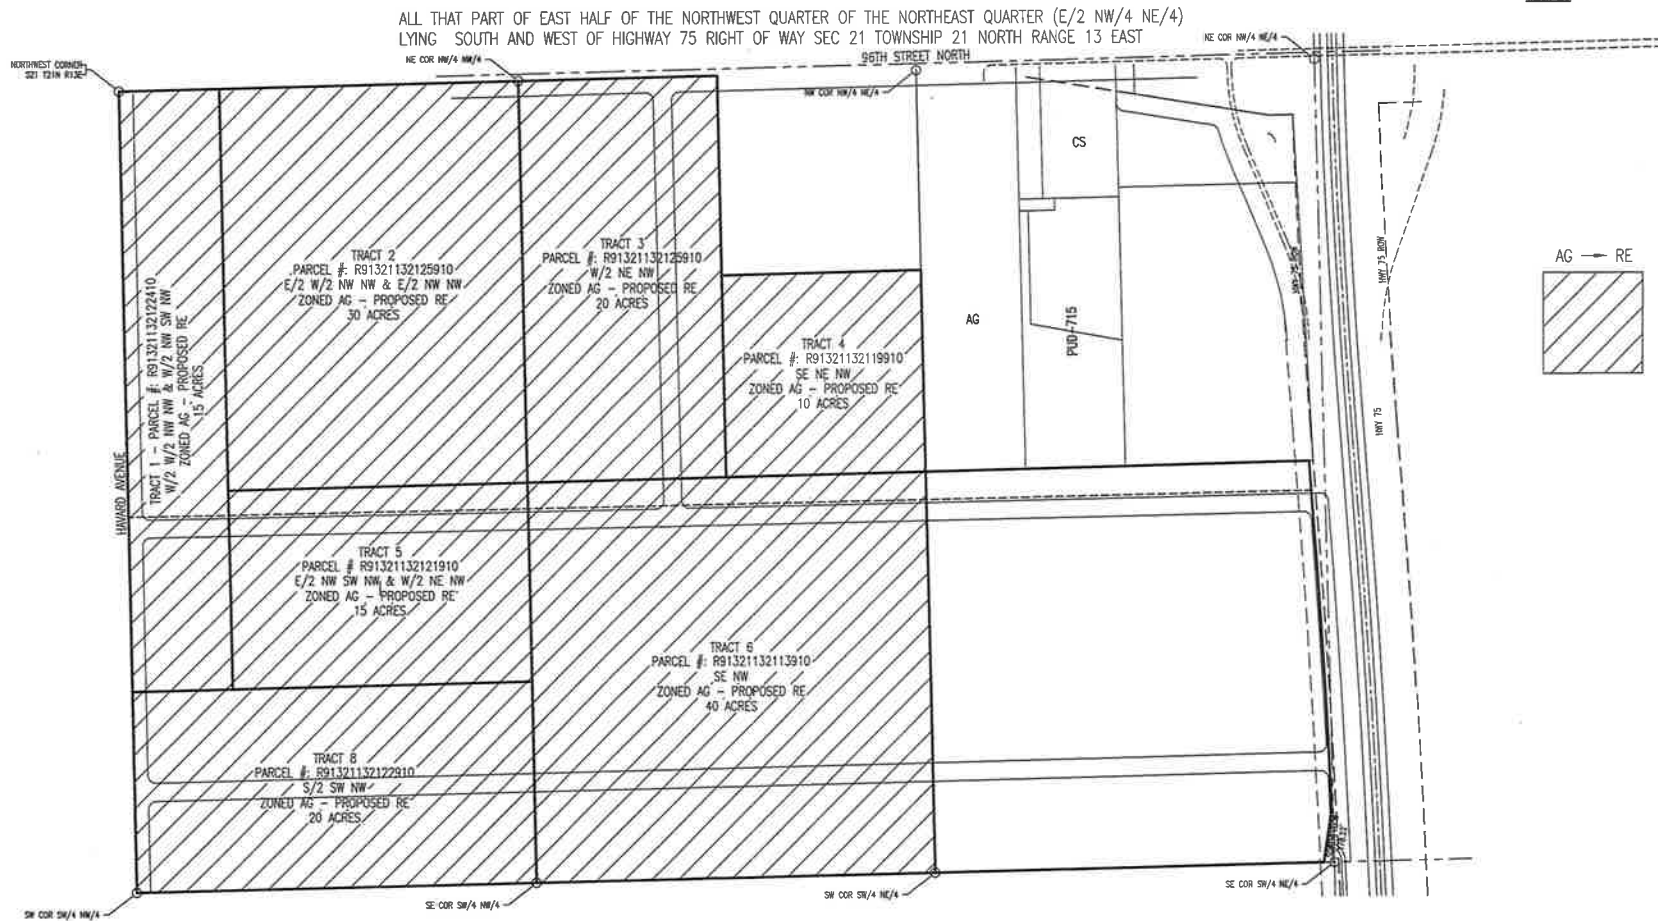 ALL THAT PART OF EAST HALF OF THE NORTHWEST QUARTER OF THE NORTHEAST QUARTER (E/2 NW/4 NE/4)
LYING SOUTH AND WEST OF HIGHWAY 75 RIGHT OF WAY SEC 21 TOWNSHIP 21 NORTH RANGE 13 EAST
NORTHWEST CORNER
S21 T21N R13E
NE COR NW/4 NW/4
96TH STREET NORTH
NW COR NW/4 NE/4
NE COR NW/4 NE/4
HAVARD AVENUE
TRACT 1 - PARCEL #: R91321132122410
W/2 W/2 NW NW & W/2 NW SW NW
ZONED AG - PROPOSED RE
15 ACRES
TRACT 2
PARCEL #: R91321132125910
E/2 W/2 NW NW & E/2 NW NW
ZONED AG - PROPOSED RE
30 ACRES
TRACT 3
PARCEL #: R91321132125910
W/2 NE NW
ZONED AG - PROPOSED RE
20 ACRES
TRACT 4
PARCEL #: R91321132119910
SE NE NW
ZONED AG - PROPOSED RE
10 ACRES
AG
CS
PUD-715
HWY 75 ROW
HWY 75 ROW
HWY 75
AG → RE
TRACT 5
PARCEL # R91321132121910
E/2 NW SW NW & W/2 NE NW
ZONED AG - PROPOSED RE
15 ACRES
TRACT 6
PARCEL #: R91321132113910
SE NW
ZONED AG - PROPOSED RE
40 ACRES
TRACT 8
PARCEL #: R91321132122910
S/2 SW NW
ZONED AG - PROPOSED RE
20 ACRES
SW COR SW/4 NW/4
SE COR SW/4 NW/4
SW COR SW/4 NE/4
SE COR SW/4 NE/4